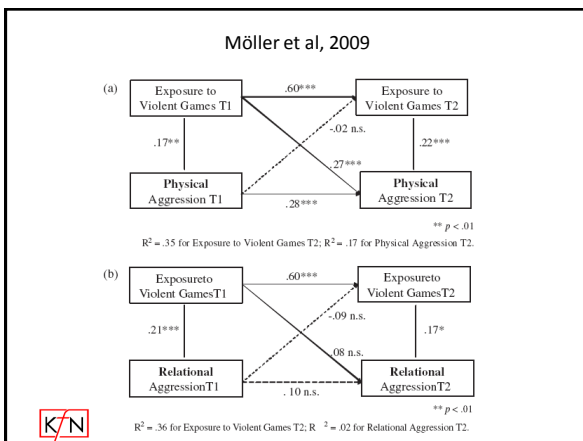 Möller et al, 2009
(a)
Exposure to
Violent Games T1
.60***
Exposure to
Violent Games T2
-.02 n.s.
.17**
.22***
.27***
Physical
Aggression T1
.28***
Physical
Aggression T2
** p < .01
R² = .35 for Exposure to Violent Games T2; R² = .17 for Physical Aggression T2.
(b)
Exposureto
Violent GamesT1
.60***
Exposureto
Violent GamesT2
-.09 n.s.
.21***
.17*
.08 n.s.
Relational
AggressionT1
. 10 n.s.
Relational
AggressionT2
** p < .01
R ² = .36 for Exposure to Violent Games T2; R ² = .02 for Relational Aggression T2.
KfN